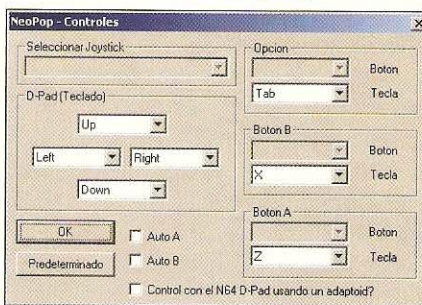 NeoPop - Controles
Seleccionar Joystick
D-Pad (Teclado)
Up
Left Right
Down
OK
Predeterminado
Auto A
Auto B
Control con el N64 D-Pad usando un adaptoid?
Opcion
Boton
Tab Tecla
Boton B
Boton
X Tecla
Boton A
Boton
Z Tecla